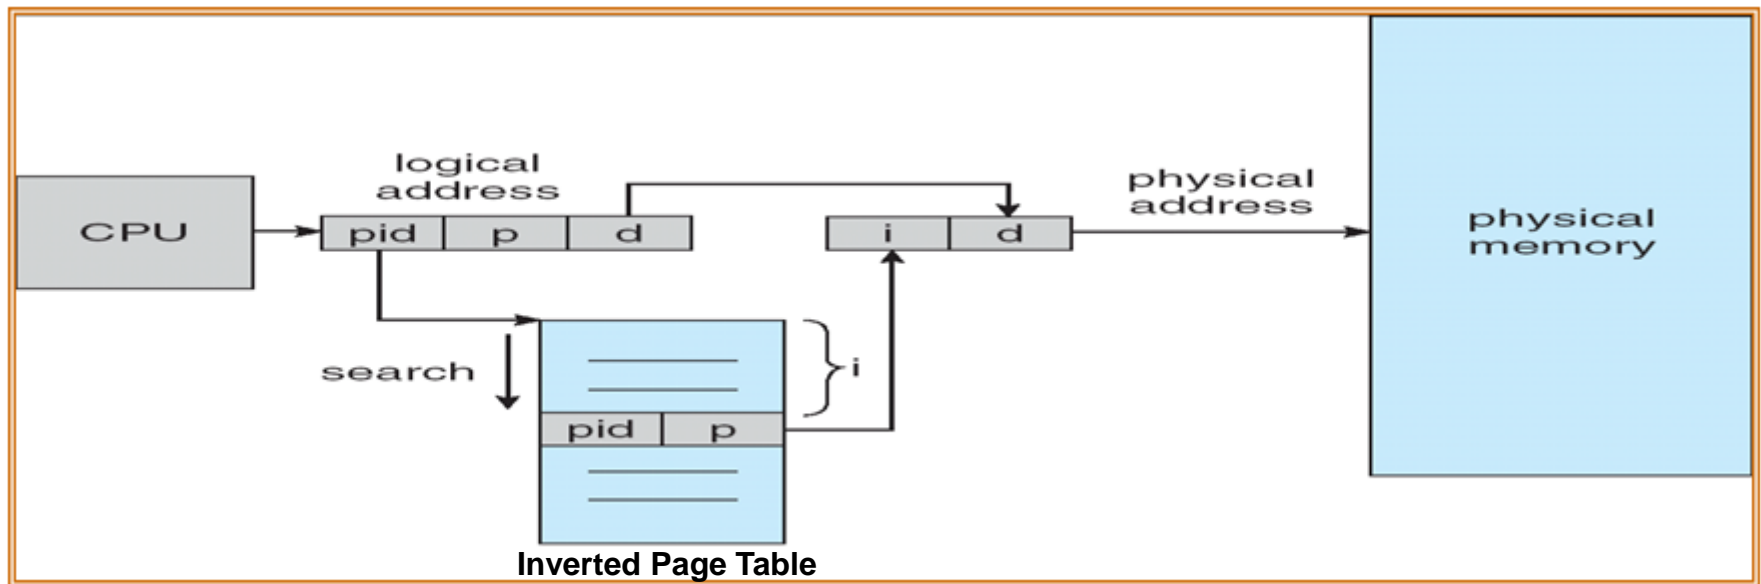 logical
address
physical
address
CPU
pid p d
i d
physical
memory
search
i
pid p
Inverted Page Table